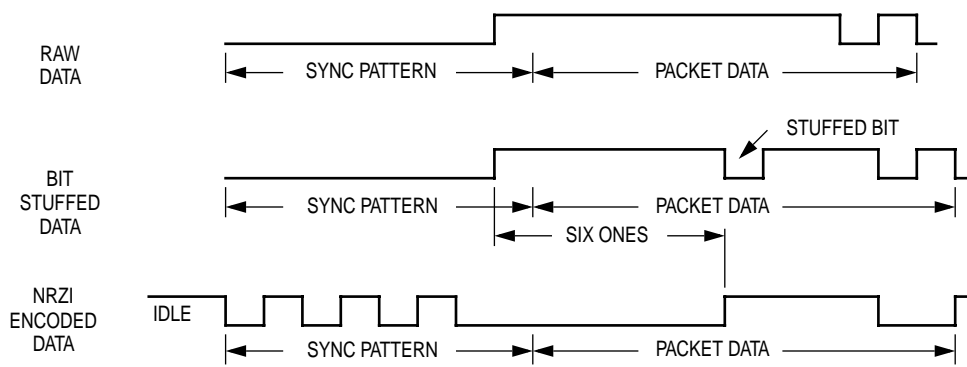 RAW
DATA
SYNC PATTERN
PACKET DATA
STUFFED BIT
BIT
STUFFED
DATA
SYNC PATTERN
PACKET DATA
SIX ONES
NRZI
ENCODED
DATA
IDLE
SYNC PATTERN
PACKET DATA